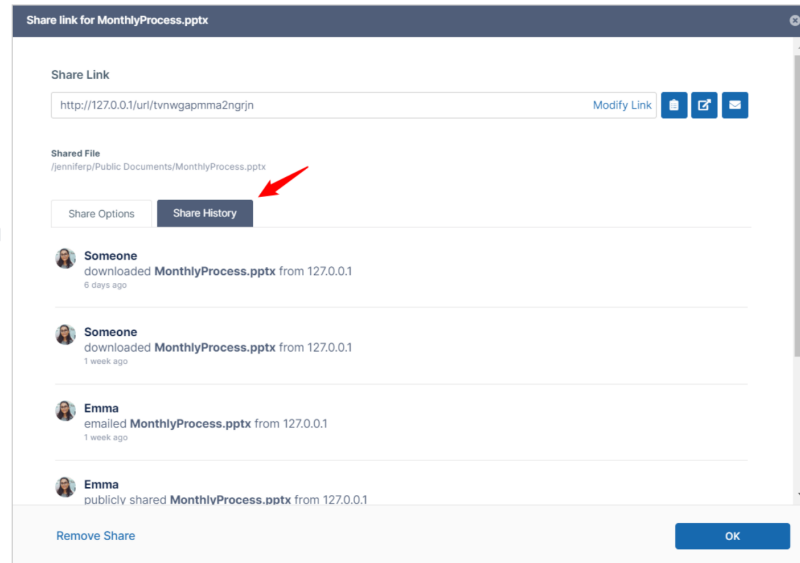 Share link for MonthlyProcess.pptx
Share Link
http://127.0.0.1/url/tvnwgapmma2ngrjn Modify Link
Shared File
/jenniferp/Public Documents/MonthlyProcess.pptx
Share Options Share History
Someone
downloaded MonthlyProcess.pptx from 127.0.0.1
6 days ago
Someone
downloaded MonthlyProcess.pptx from 127.0.0.1
1 week ago
Emma
emailed MonthlyProcess.pptx from 127.0.0.1
1 week ago
Emma
publicly shared MonthlyProcess.pptx from 127.0.0.1
Remove Share OK